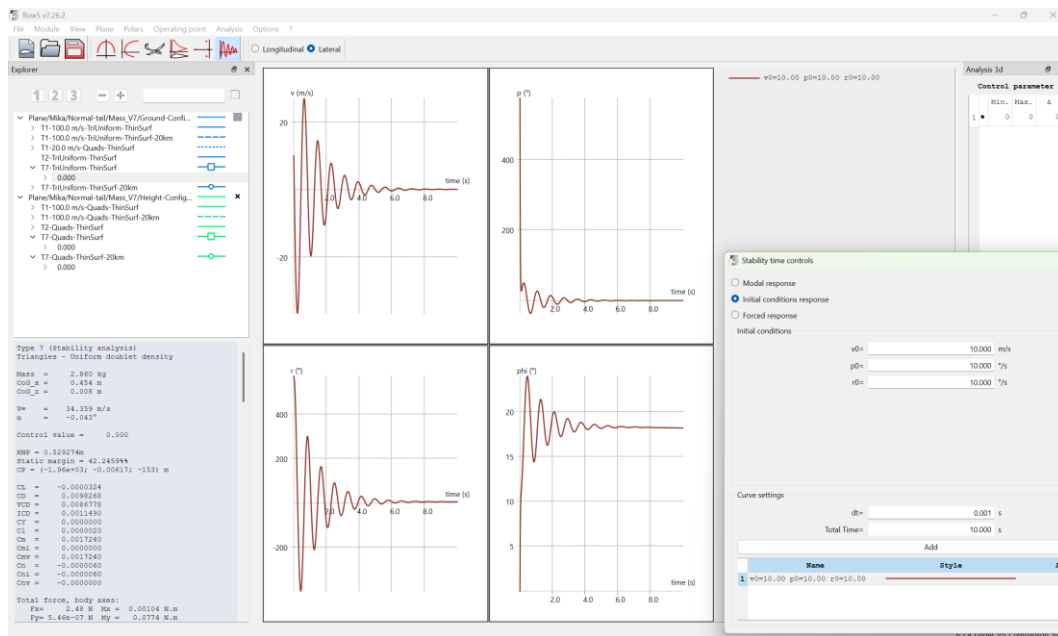 flow5 v7.26.2
File Module View Plane Polars Operating point Analysis Options ?
Longitudinal Lateral
Explorer
1 2 3
Plane/Mika/Normal-tail/Mass_V7/Ground-Confi...
T1-100.0 m/s-TriUniform-ThinSurf
T1-100.0 m/s-TriUniform-ThinSurf-20km
T1-20.0 m/s-Quads-ThinSurf
T2-TriUniform-ThinSurf
T7-TriUniform-ThinSurf
0.000
T7-TriUniform-ThinSurf-20km
Plane/Mika/Normal-tail/Mass_V7/Height-Config...
T1-100.0 m/s-Quads-ThinSurf
T1-100.0 m/s-Quads-ThinSurf-20km
T2-Quads-ThinSurf
T7-Quads-ThinSurf
0.000
T7-Quads-ThinSurf-20km
0.000
Type 7 (Stability analysis)
Triangles - Uniform doublet density
Mass = 2.860 kg
CoG_x = 0.454 m
CoG_z = 0.008 m
V= = 34.359 m/s
α = -0.043°
Control value = 0.000
XNP = 0.529274m
Static margin = 42.2459%%
CP = (-1.96e+03; -0.00617; -153) m
CL = -0.0000324
CD = 0.0098268
VCD = 0.0086778
ICD = 0.0011490
CY = 0.0000000
Cl = 0.0000020
Cm = 0.0017240
Cmi = 0.0000000
Cmv = 0.0017240
Cn = -0.0000060
Cni = -0.0000060
Cnv = -0.0000000
Total force, body axes:
Fx= 2.48 N Mx = 0.00104 N.m
Fy= 5.46e-07 N My = 0.0774 N.m
v (m/s)
20
time (s)
2.0 4.0 6.0 8.0
-20
p (°)
400
200
time (s)
2.0 4.0 6.0 8.0
r (°)
400
200
time (s)
2.0 4.0 6.0 8.0
-200
phi (°)
20
15
10
5
time (s)
2.0 4.0 6.0 8.0
v0=10.00 p0=10.00 r0=10.00
Analysis 3d
Control parameter
Min. Max. Δ
1 0 0
Stability time controls
Modal response
Initial conditions response
Forced response
Initial conditions
v0= 10.000 m/s
p0= 10.000 °/s
r0= 10.000 °/s
Curve settings
dt= 0.001 s
Total Time= 10.000 s
Add
Name Style
1 v0=10.00 p0=10.00 r0=10.00